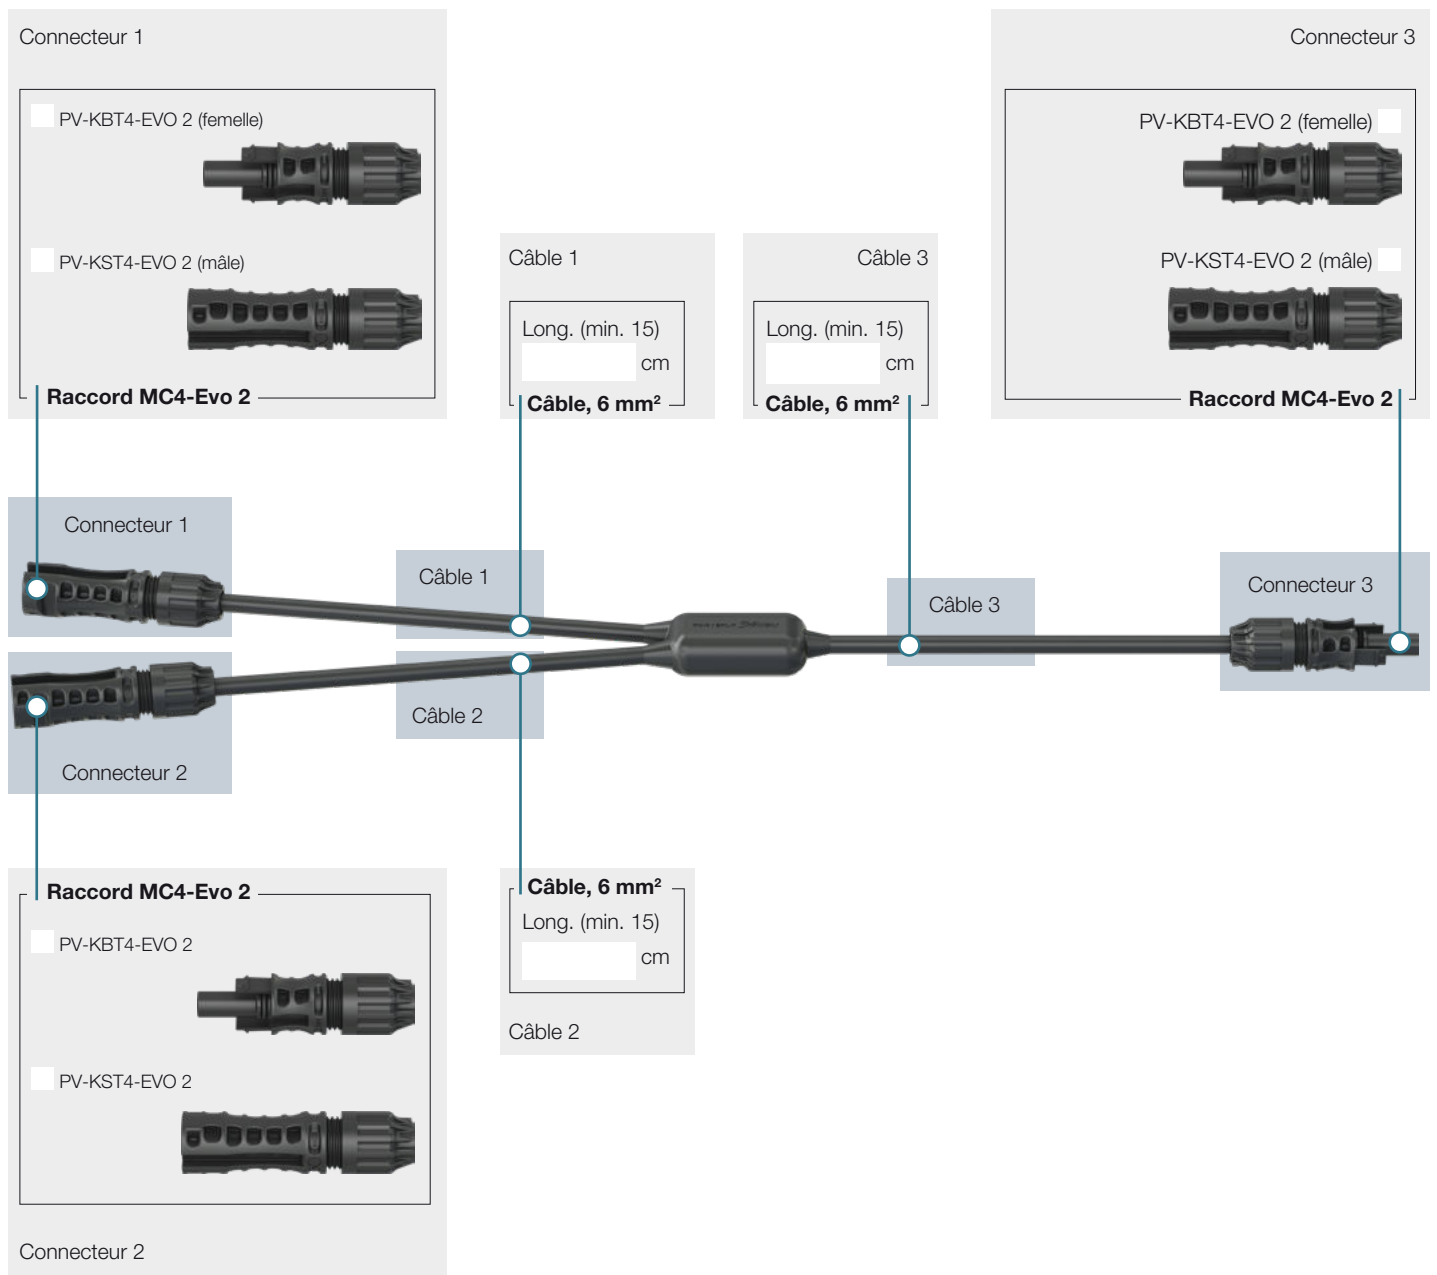 Connecteur 1
PV-KBT4-EVO 2 (femelle)
PV-KST4-EVO 2 (mâle)
Raccord MC4-Evo 2
Câble 1
Long. (min. 15)
cm
Câble, 6 mm²
Câble 3
Long. (min. 15)
cm
Câble, 6 mm²
Connecteur 3
PV-KBT4-EVO 2 (femelle)
PV-KST4-EVO 2 (mâle)
Raccord MC4-Evo 2
Connecteur 1
Câble 1
Câble 3
Connecteur 3
Câble 2
Connecteur 2
Raccord MC4-Evo 2
PV-KBT4-EVO 2
PV-KST4-EVO 2
Connecteur 2
Câble, 6 mm²
Long. (min. 15)
cm
Câble 2